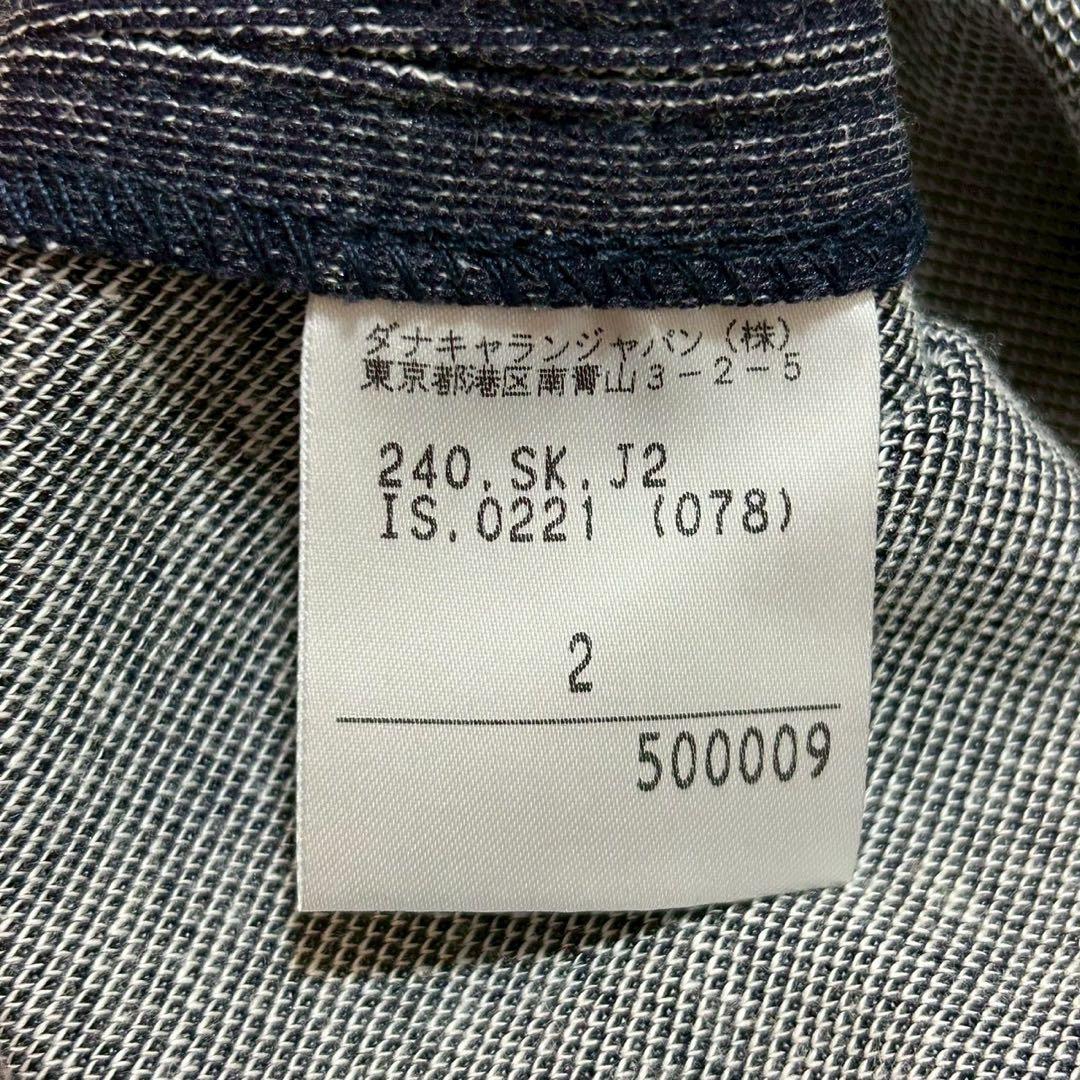 ダナキャランジャパン（株）
東京都港区南青山3－2－5
240.SK.J2
IS.0221 (078)
2
500009